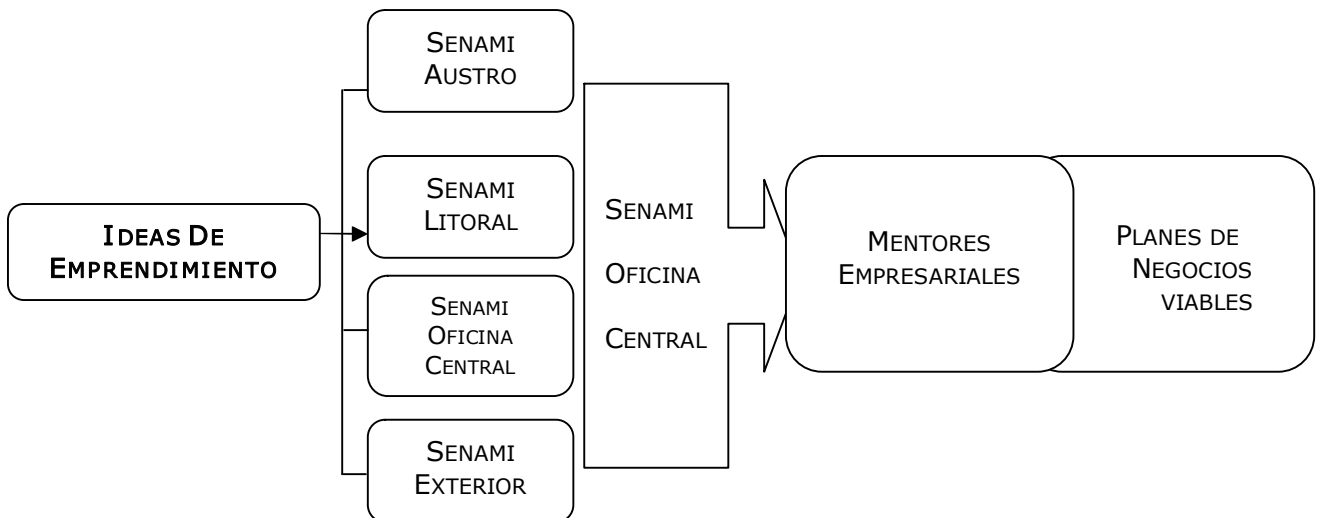 IDEAS DE
EMPRENDIMIENTO
SENAMI
AUSTRO
SENAMI
LITORAL
SENAMI
OFICINA
CENTRAL
SENAMI
EXTERIOR
SENAMI
OFICINA
CENTRAL
MENTORES
EMPRESARIALES
PLANES DE
NEGOCIOS
VIABLES